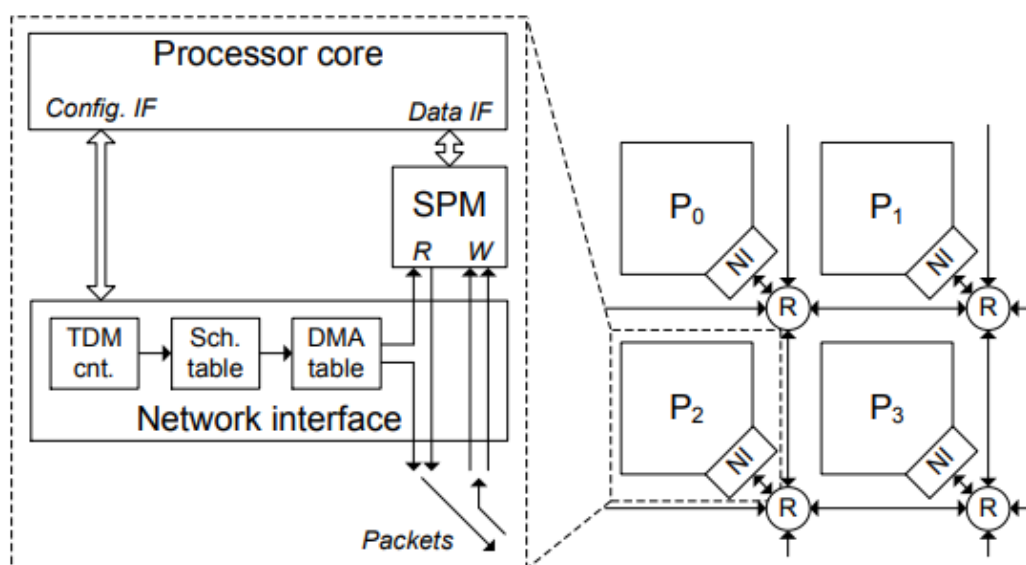 Processor core
Config. IF
Data IF
SPM
R W
TDM
cnt.
Sch.
table
DMA
table
Network interface
Packets
P0
NI
R
P1
NI
R
P2
NI
R
P3
NI
R